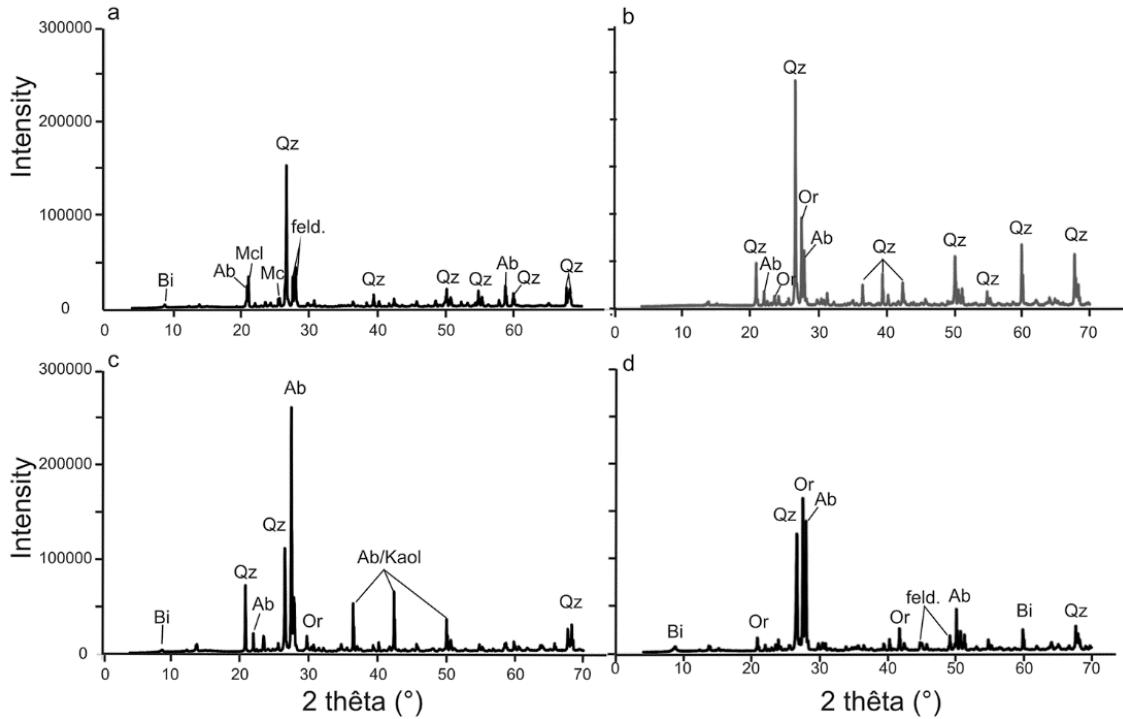 a
300000
200000
100000
0
Intensity
Qz
feld.
Mcl
Ab
Mc
Bi
Qz
Qz
Qz
Ab
Qz
Qz
0 10 20 30 40 50 60 70
b
Qz
Or
Ab
Qz
Ab
Or
Qz
Qz
Qz
Qz
Qz
0 10 20 30 40 50 60 70
c
300000
200000
100000
0
Intensity
Ab
Qz
Qz
Ab
Or
Bi
Ab/Kaol
Qz
0 10 20 30 40 50 60 70
2 thêta (°)
d
Or
Ab
Qz
Or
Bi
Or
feld.
Ab
Bi
Qz
0 10 20 30 40 50 60 70
2 thêta (°)